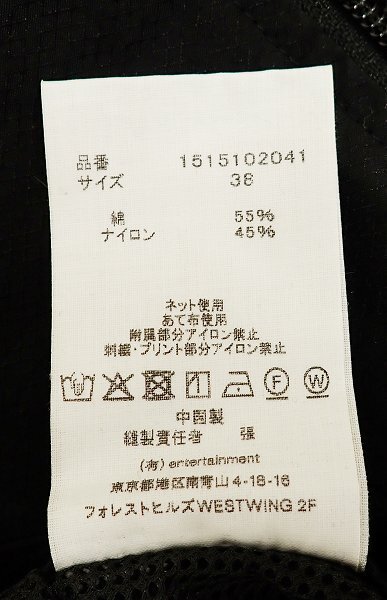 品番 1515102041
サイズ 38
綿 55%
ナイロン 45%
ネット使用
あて布使用
附属部分アイロン禁止
刺繍・プリント部分アイロン禁止
F W
中国製
縫製責任者 張
(有) entertainment
東京都港区南青山4-18-16
フォレストヒルズWESTWING 2F